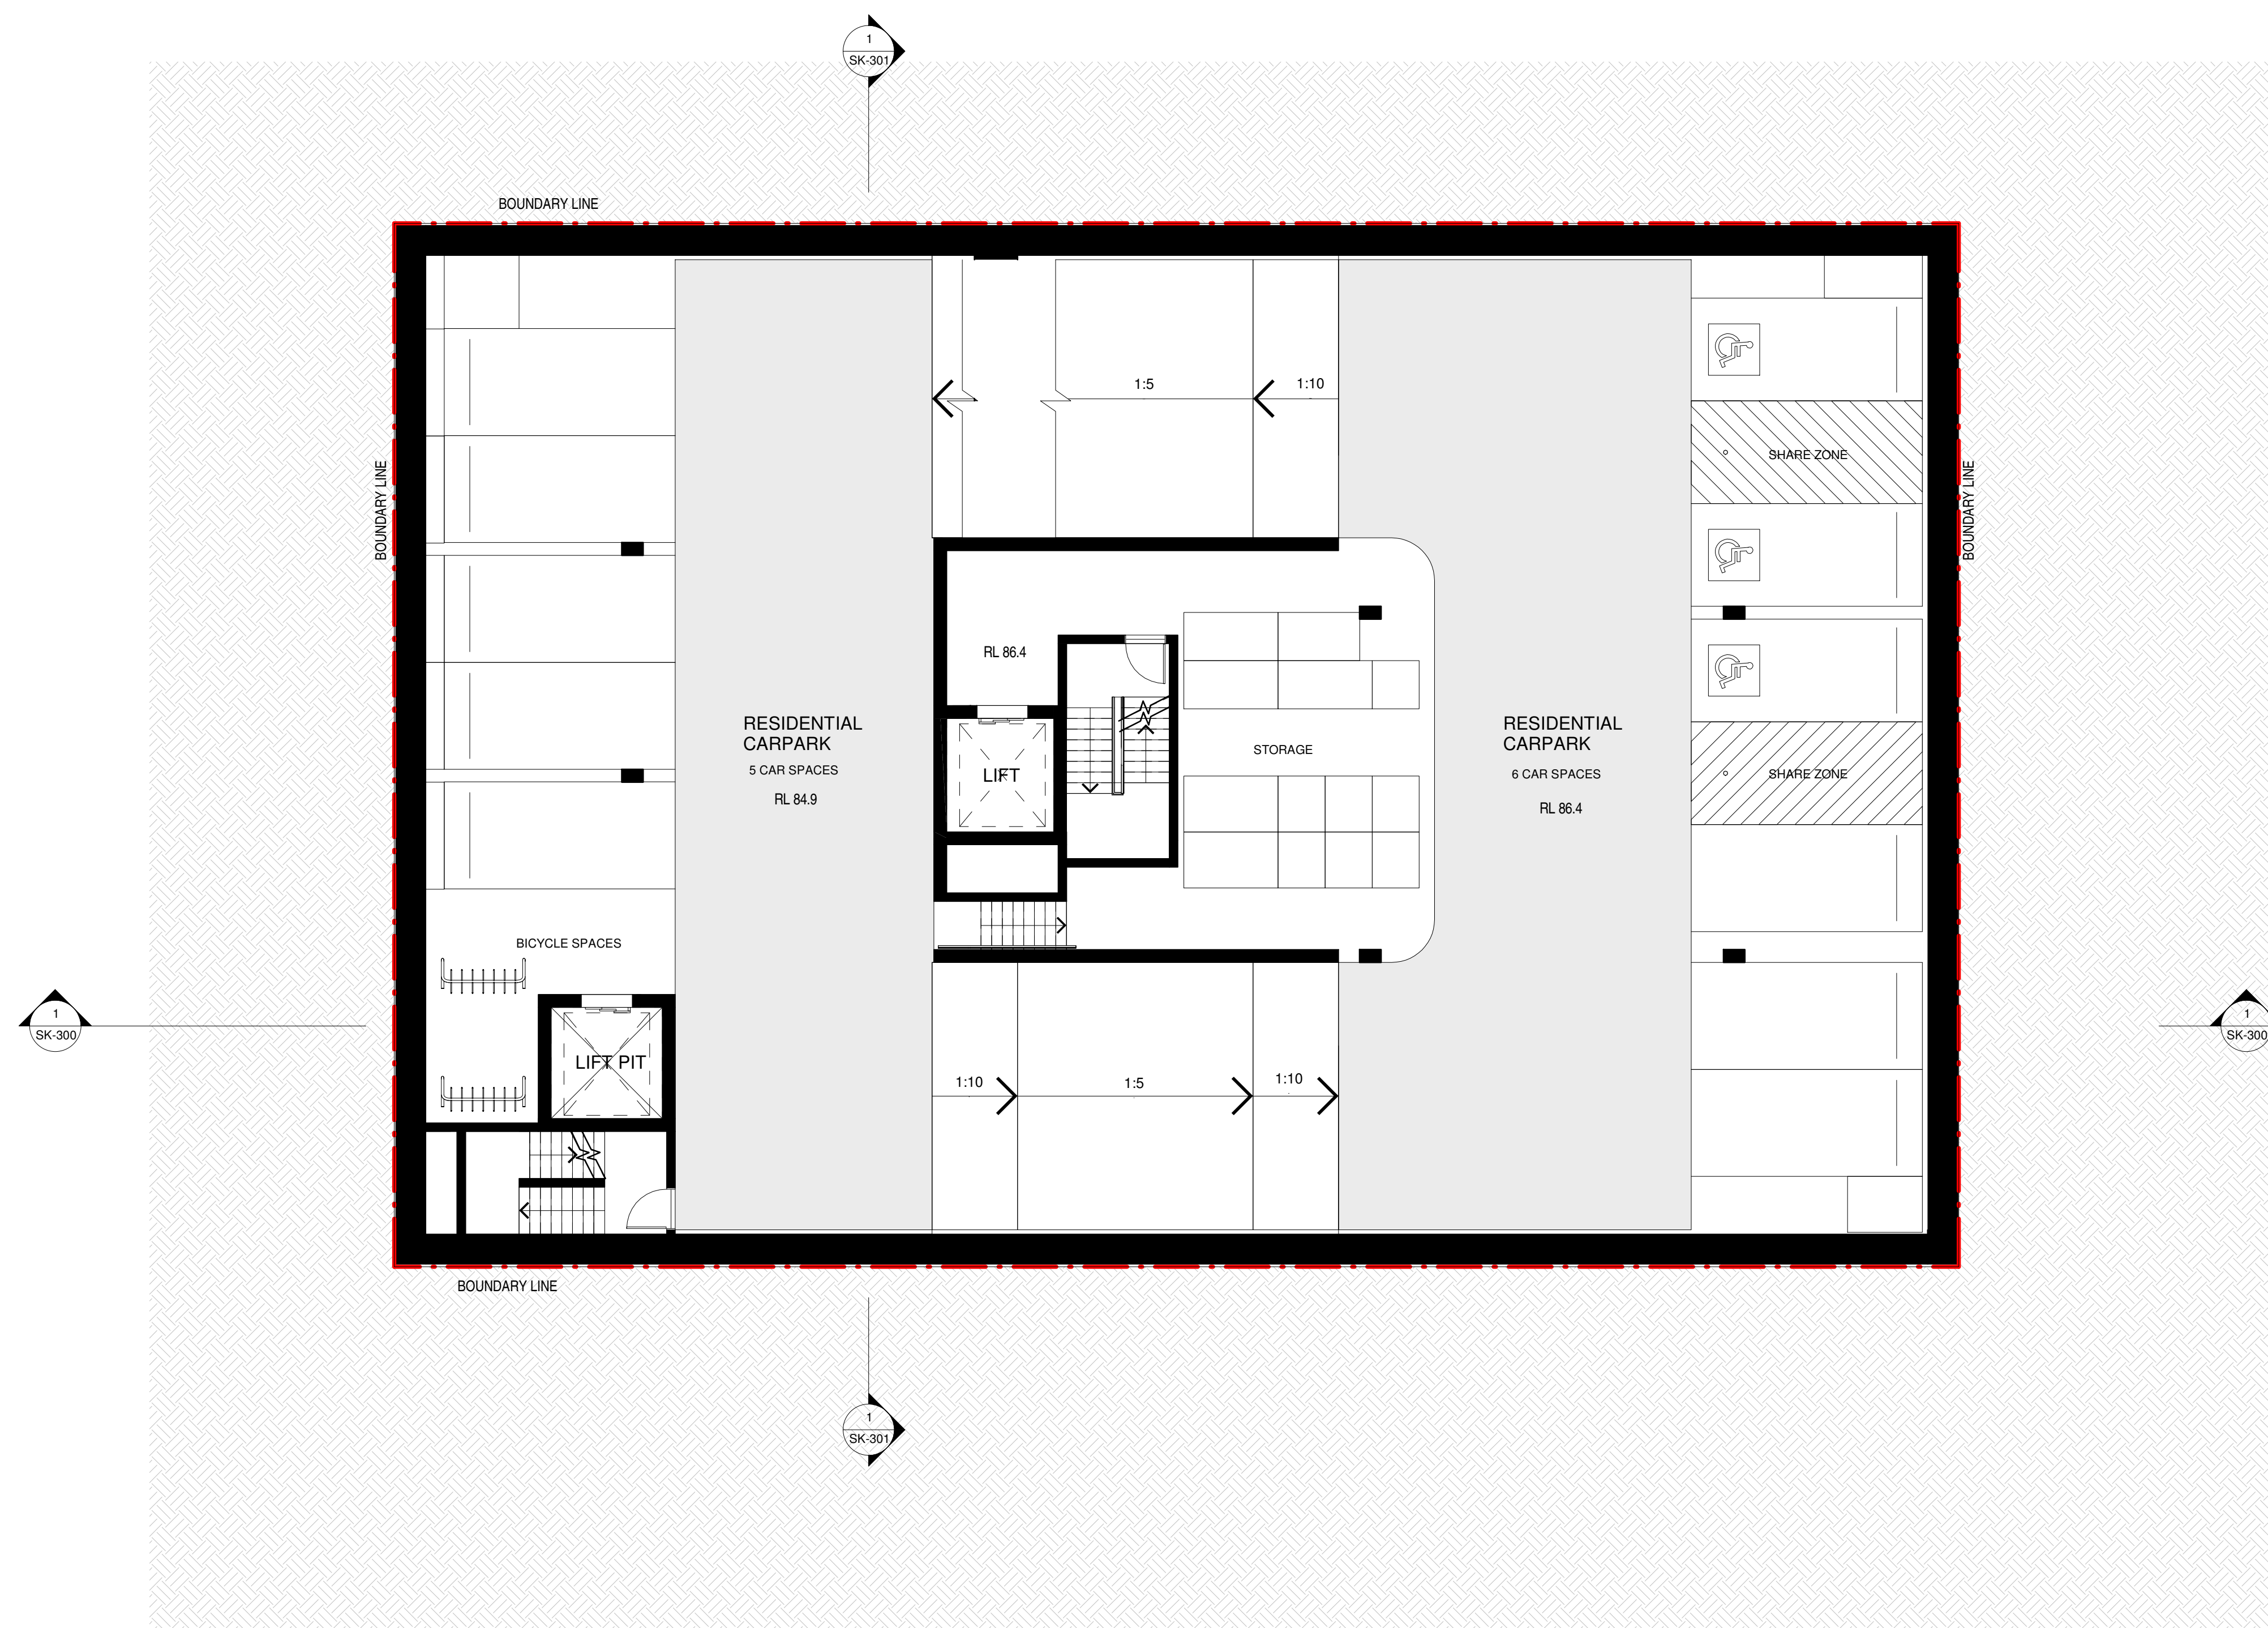 1
SK-301
BOUNDARY LINE
BOUNDARY LINE
BOUNDARY LINE
1:5
1:10
SHARE ZONE
RL 86.4
RESIDENTIAL
CARPARK
5 CAR SPACES
RL 84.9
LIFT
STORAGE
RESIDENTIAL
CARPARK
6 CAR SPACES
RL 86.4
SHARE ZONE
BICYCLE SPACES
1
SK-300
LIFT PIT
1:10
1:5
1:10
1
SK-300
BOUNDARY LINE
1
SK-301